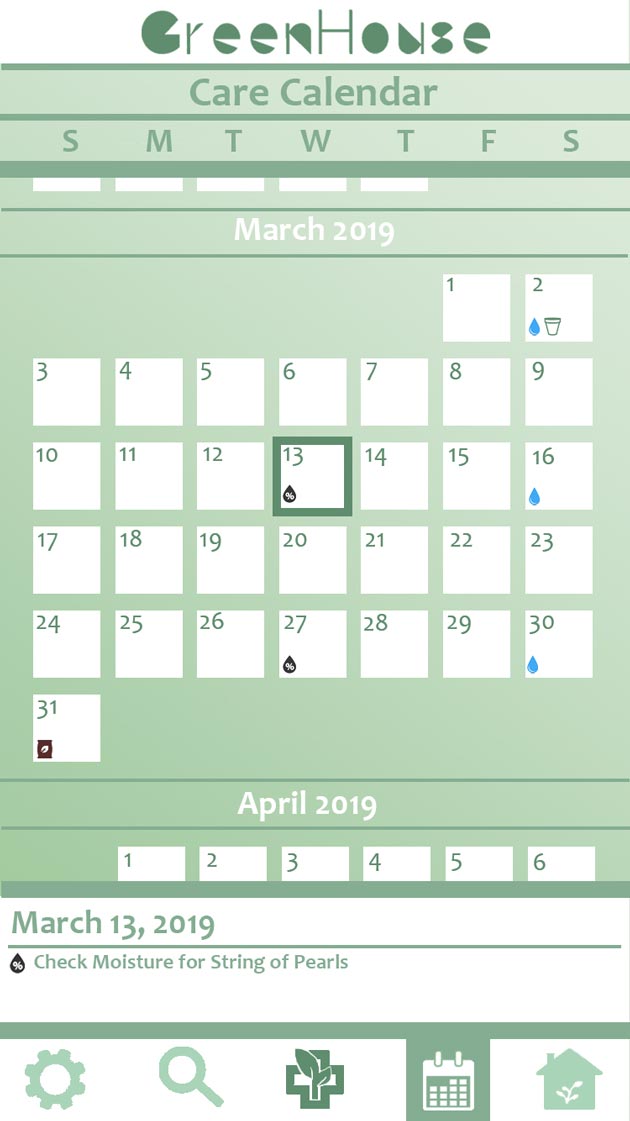 GreenHouse
Care Calendar
S M T W T F S
March 2019
1 2
3 4 5 6 7 8 9
10 11 12 13 14 15 16
%
17 18 19 20 21 22 23
24 25 26 27 28 29 30
%
31
April 2019
1 2 3 4 5 6
March 13, 2019
% Check Moisture for String of Pearls